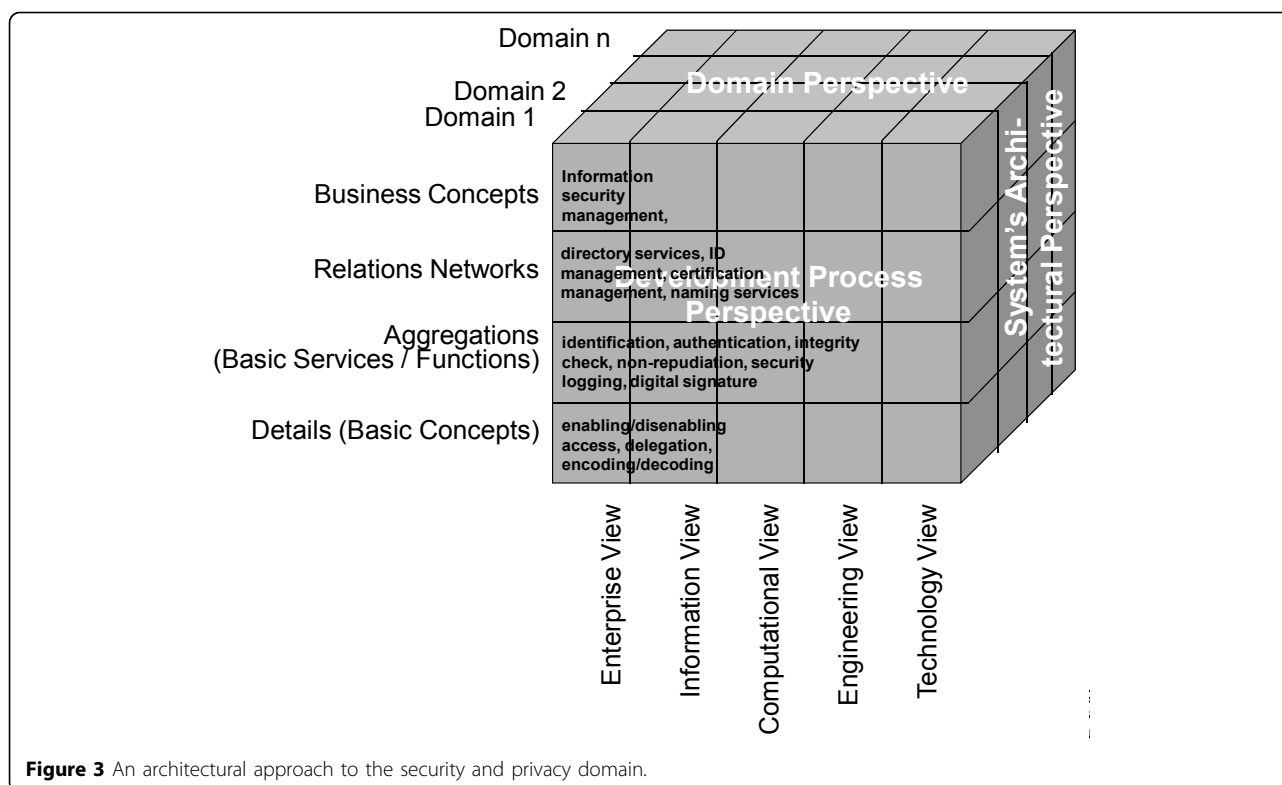 Domain n
Domain 2
Domain 1
Domain Perspective
System's Archi-
tectural Perspective
Business Concepts
Information
security
management,
Relations Networks
directory services, ID
management, certification
management, naming services
Development Process
Perspective
Aggregations
(Basic Services / Functions)
identification, authentication, integrity
check, non-repudiation, security
logging, digital signature
Details (Basic Concepts)
enabling/disenabling
access, delegation,
encoding/decoding
Enterprise View
Information View
Computational View
Engineering View
Technology View
Figure 3 An architectural approach to the security and privacy domain.